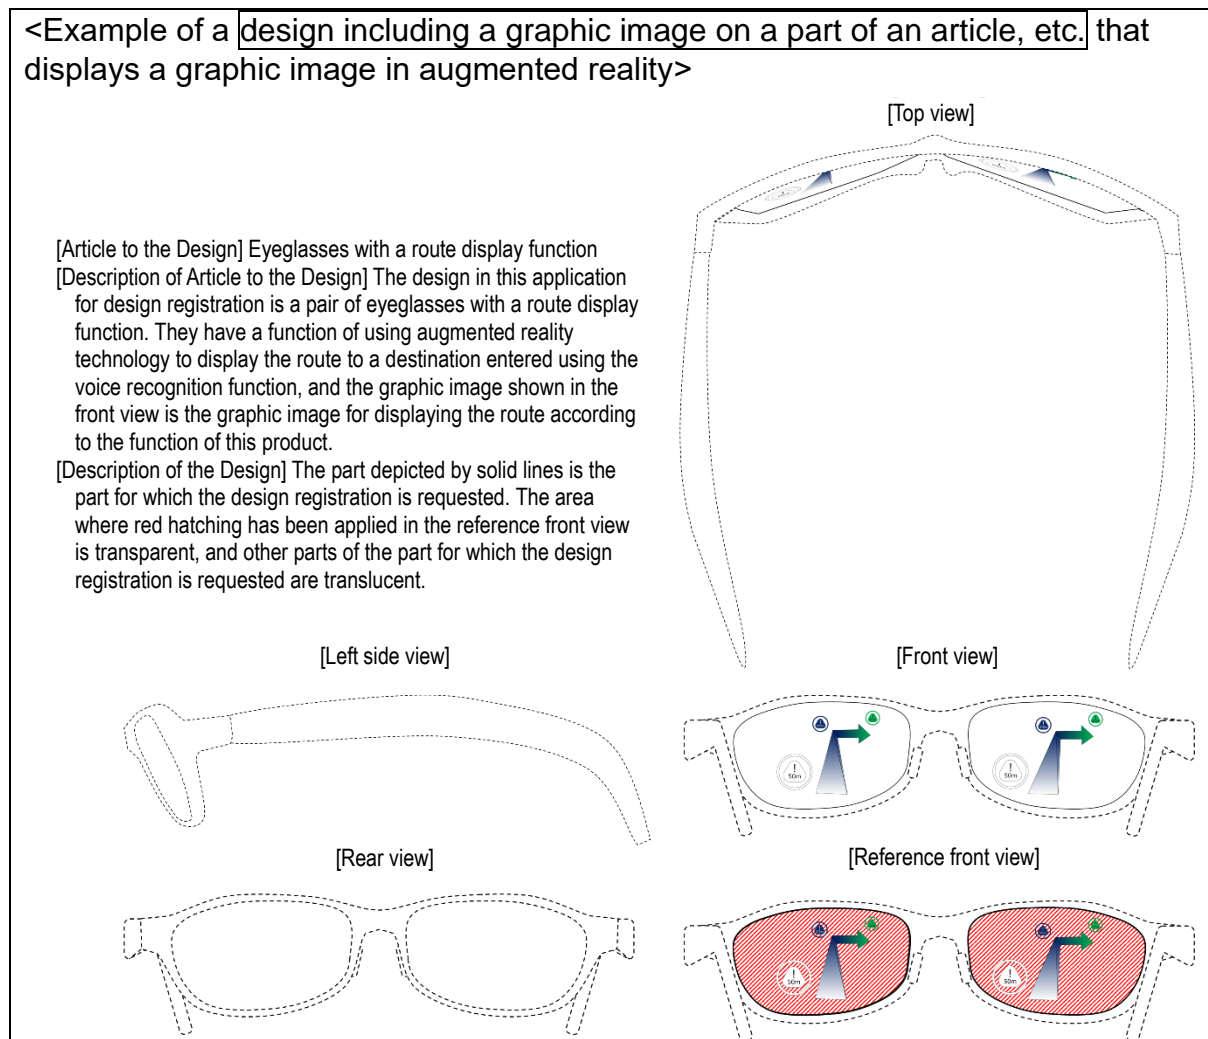 <Example of a design including a graphic image on a part of an article, etc. that
displays a graphic image in augmented reality>
[Top view]
[Article to the Design] Eyeglasses with a route display function
[Description of Article to the Design] The design in this application
for design registration is a pair of eyeglasses with a route display
function. They have a function of using augmented reality
technology to display the route to a destination entered using the
voice recognition function, and the graphic image shown in the
front view is the graphic image for displaying the route according
to the function of this product.
[Description of the Design] The part depicted by solid lines is the
part for which the design registration is requested. The area
where red hatching has been applied in the reference front view
is transparent, and other parts of the part for which the design
registration is requested are translucent.
[Left side view]
[Front view]
!
50m
!
50m
[Rear view]
[Reference front view]
!
50m
!
50m